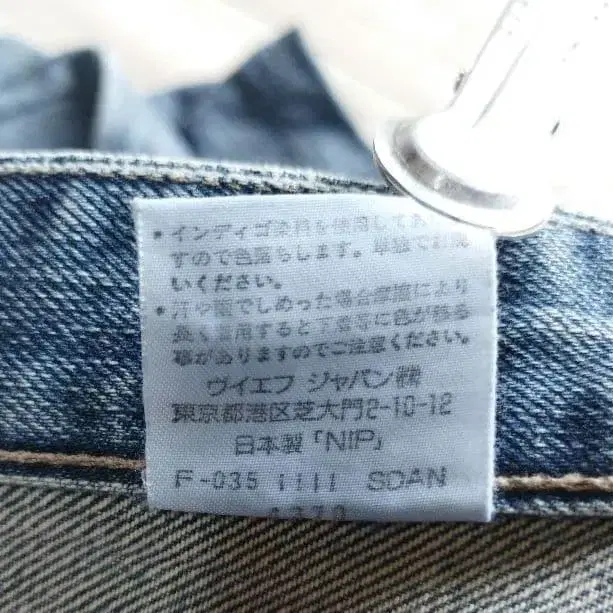 ・インディゴ染料を使用して
すので色落ちします。単独でお洗
いください。
・汗や雨でしめった場合摩擦により
長く着用すると下着等に色が移る
事がありますのでご注意ください。
ヴィエフ ジャパン㈱
東京都港区芝大門2-10-12
日本製「NIP」
F-035 1111 SDAN